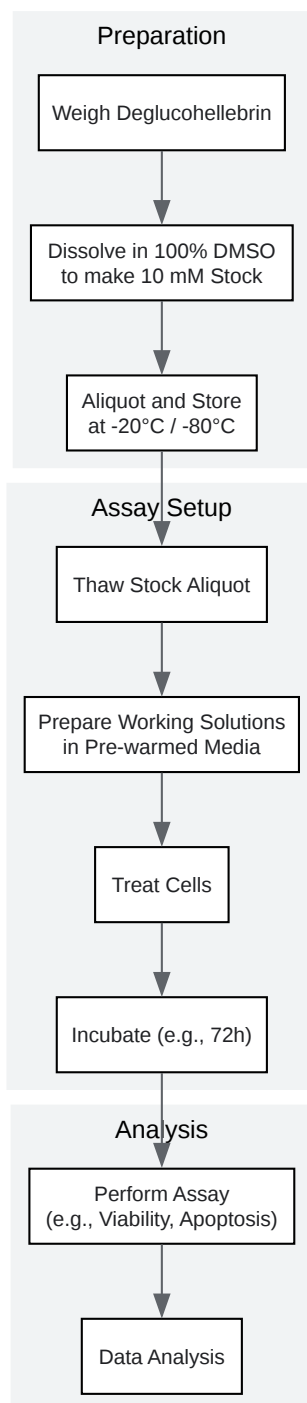 Preparation
Weigh Deglucohellebrin
Dissolve in 100% DMSO
to make 10 mM Stock
Aliquot and Store
at -20°C / -80°C
Assay Setup
Thaw Stock Aliquot
Prepare Working Solutions
in Pre-warmed Media
Treat Cells
Incubate (e.g., 72h)
Analysis
Perform Assay
(e.g., Viability, Apoptosis)
Data Analysis